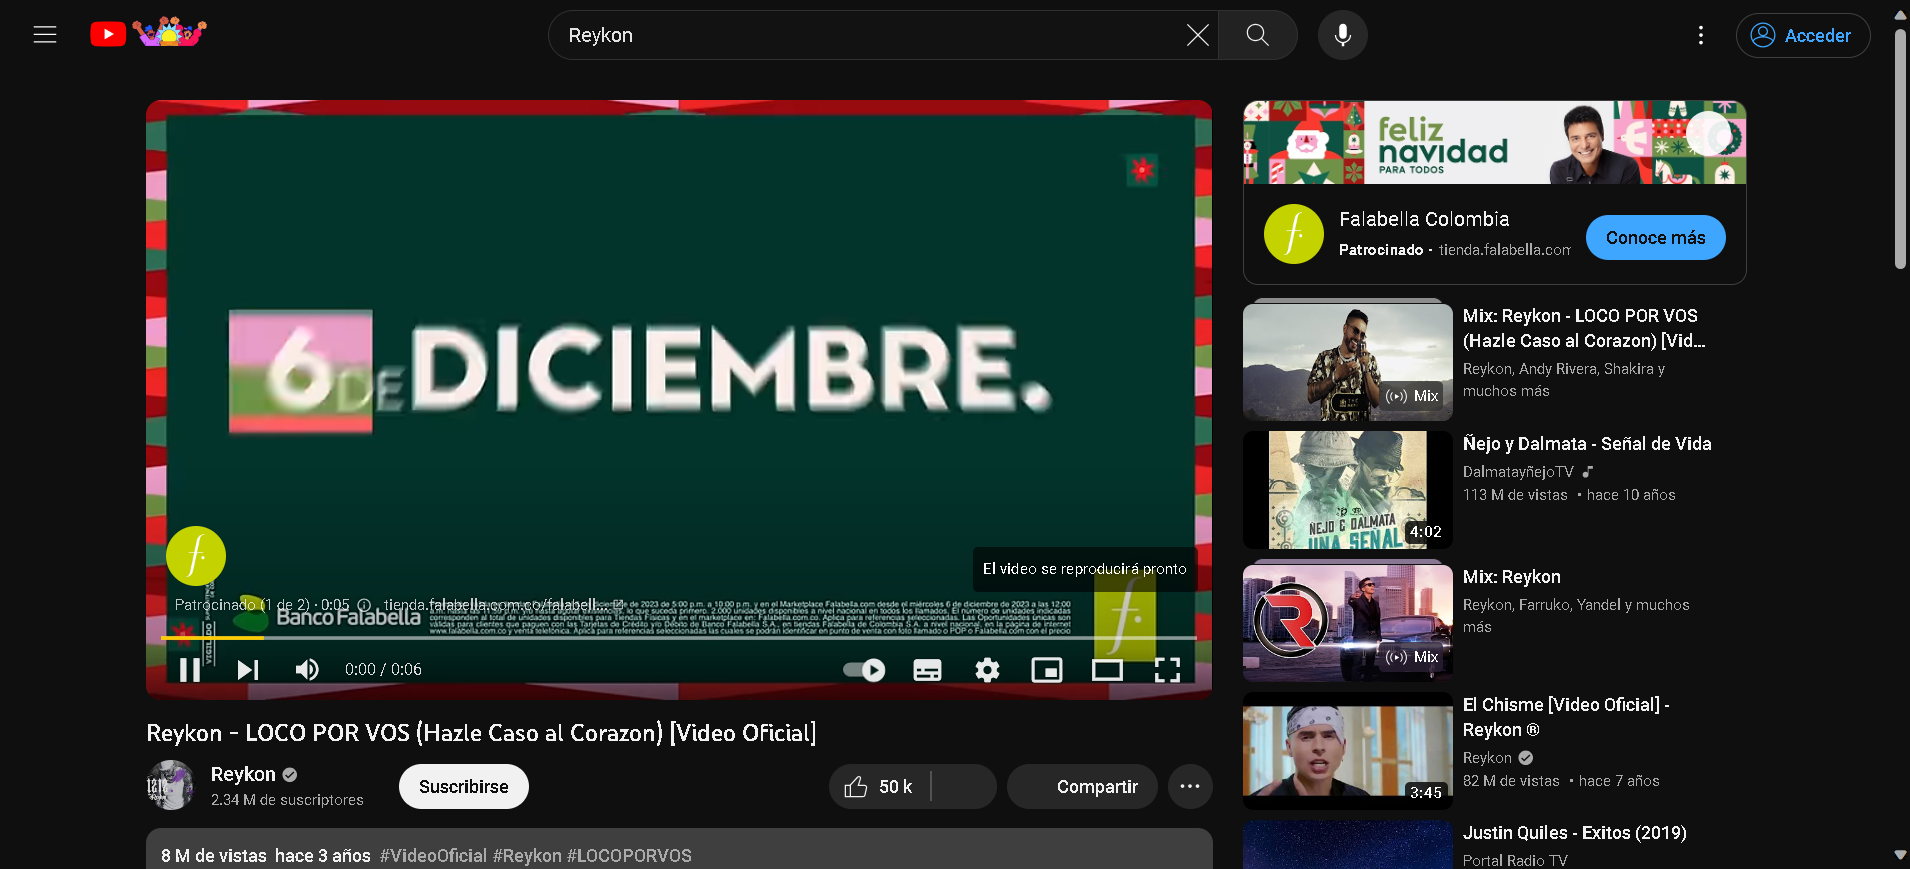 Reykon
Acceder
6 DE DICIEMBRE.
El video se reproducirá pronto
Patrocinado (1 de 2) · 0:05
tienda.falabella.com.co/falabell...
Banco Falabella
VIGILADO
0:00 / 0:06
Reykon - LOCO POR VOS (Hazle Caso al Corazon) [Video Oficial]
Reykon
2.34 M de suscriptores
Suscribirse
50 k
Compartir
8 M de vistas hace 3 años #VideoOficial #Reykon #LOCOPORVOS
feliz
navidad
PARA TODOS
Falabella Colombia
Patrocinado · tienda.falabella.com
Conoce más
Mix: Reykon - LOCO POR VOS
(Hazle Caso al Corazon) [Vid...
Reykon, Andy Rivera, Shakira y
muchos más
Mix
Ñejo y Dalmata - Señal de Vida
DalmatayñejoTV
113 M de vistas • hace 10 años
ÑEJO & DALMATA
UNA SEÑAL
4:02
Mix: Reykon
Reykon, Farruko, Yandel y muchos
más
R
Mix
El Chisme [Video Oficial] -
Reykon ®
Reykon
82 M de vistas • hace 7 años
3:45
Justin Quiles - Exitos (2019)
Portal Radio TV